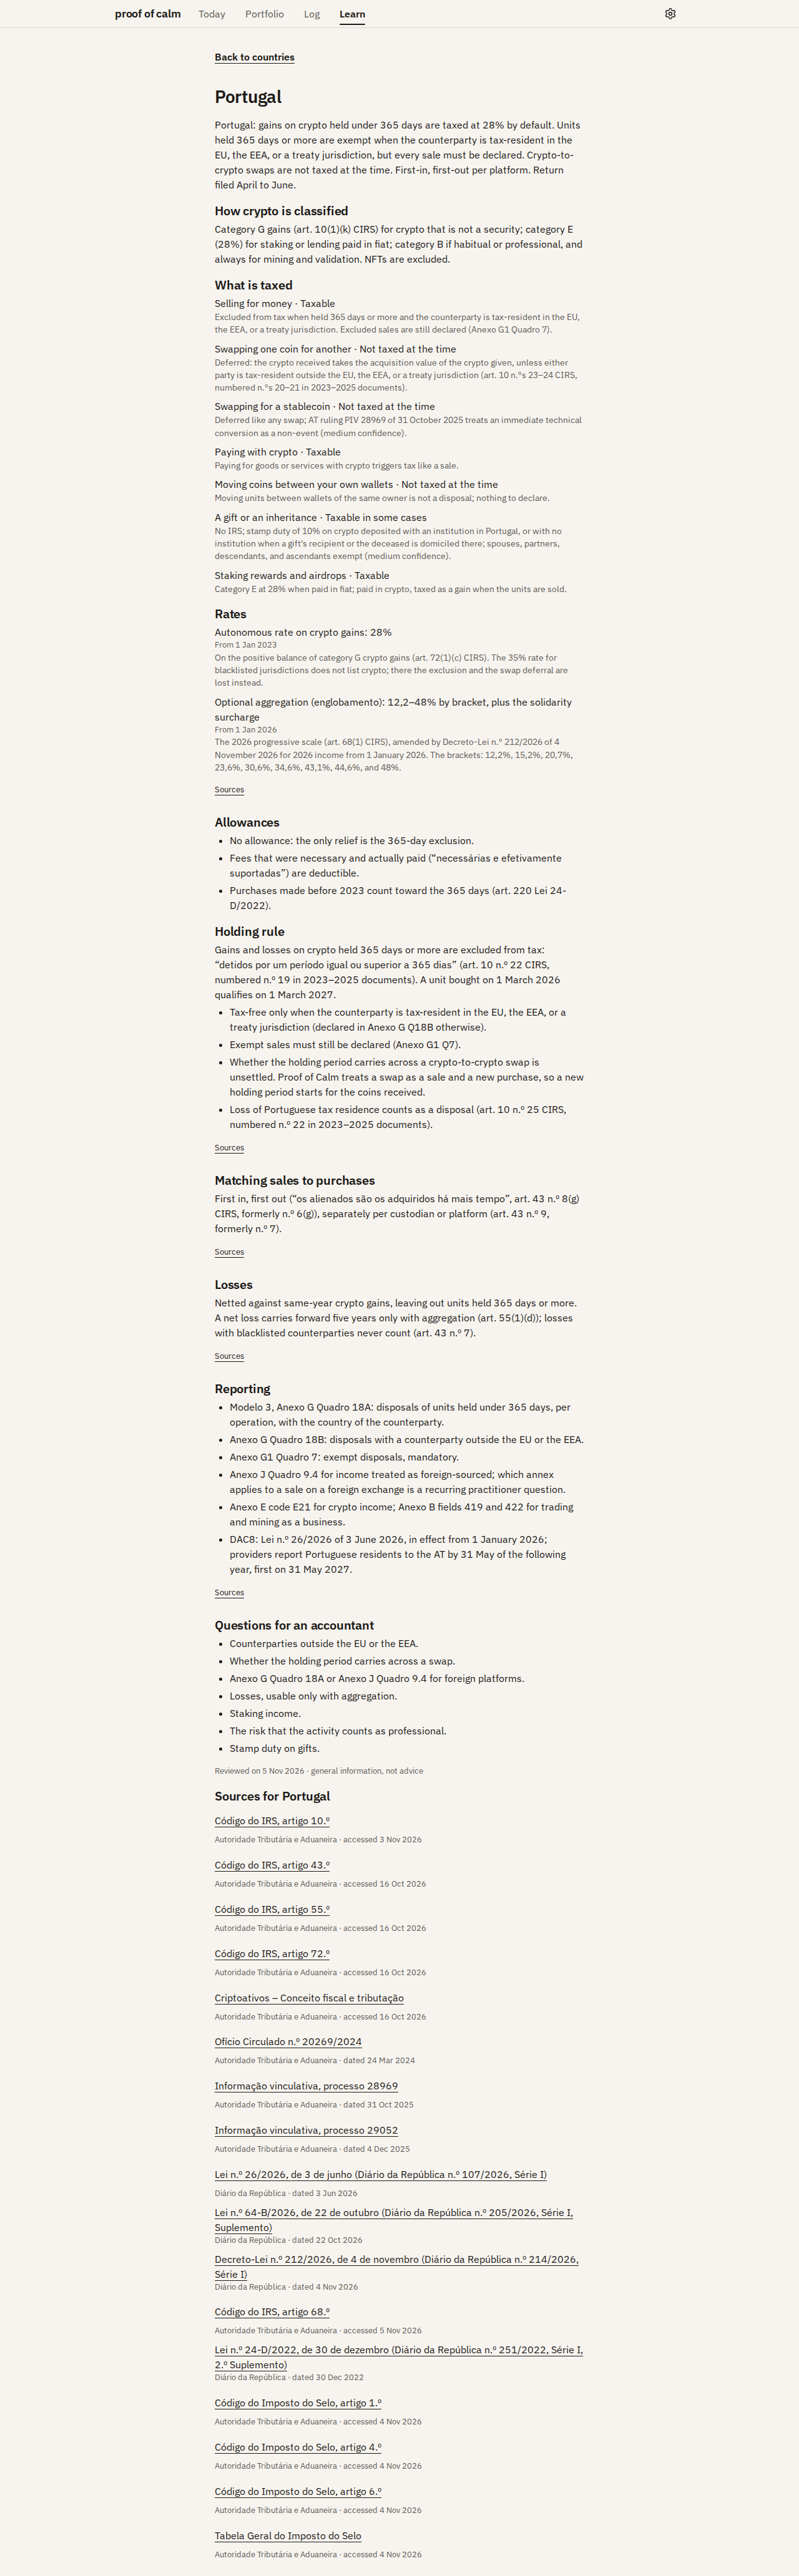 proof of calm Today Portfolio Log Learn
Back to countries
Portugal
Portugal: gains on crypto held under 365 days are taxed at 28% by default. Units
held 365 days or more are exempt when the counterparty is tax-resident in the
EU, the EEA, or a treaty jurisdiction, but every sale must be declared. Crypto-to-
crypto swaps are not taxed at the time. First-in, first-out per platform. Return
filed April to June.
How crypto is classified
Category G gains (art. 10(1)(k) CIRS) for crypto that is not a security; category E
(28%) for staking or lending paid in fiat; category B if habitual or professional, and
always for mining and validation. NFTs are excluded.
What is taxed
Selling for money · Taxable
Excluded from tax when held 365 days or more and the counterparty is tax-resident in the EU,
the EEA, or a treaty jurisdiction. Excluded sales are still declared (Anexo G1 Quadro 7).
Swapping one coin for another · Not taxed at the time
Deferred: the crypto received takes the acquisition value of the crypto given, unless either
party is tax-resident outside the EU, the EEA, or a treaty jurisdiction (art. 10 n.ºs 23–24 CIRS,
numbered n.ºs 20–21 in 2023–2025 documents).
Swapping for a stablecoin · Not taxed at the time
Deferred like any swap; AT ruling PIV 28969 of 31 October 2025 treats an immediate technical
conversion as a non-event (medium confidence).
Paying with crypto · Taxable
Paying for goods or services with crypto triggers tax like a sale.
Moving coins between your own wallets · Not taxed at the time
Moving units between wallets of the same owner is not a disposal; nothing to declare.
A gift or an inheritance · Taxable in some cases
No IRS; stamp duty of 10% on crypto deposited with an institution in Portugal, or with no
institution when a gift's recipient or the deceased is domiciled there; spouses, partners,
descendants, and ascendants exempt (medium confidence).
Staking rewards and airdrops · Taxable
Category E at 28% when paid in fiat; paid in crypto, taxed as a gain when the units are sold.
Rates
Autonomous rate on crypto gains: 28%
From 1 Jan 2023
On the positive balance of category G crypto gains (art. 72(1)(c) CIRS). The 35% rate for
blacklisted jurisdictions does not list crypto; there the exclusion and the swap deferral are
lost instead.
Optional aggregation (englobamento): 12,2–48% by bracket, plus the solidarity
surcharge
From 1 Jan 2026
The 2026 progressive scale (art. 68(1) CIRS), amended by Decreto-Lei n.º 212/2026 of 4
November 2026 for 2026 income from 1 January 2026. The brackets: 12,2%, 15,2%, 20,7%,
23,6%, 30,6%, 34,6%, 43,1%, 44,6%, and 48%.
Sources
Allowances
• No allowance: the only relief is the 365-day exclusion.
• Fees that were necessary and actually paid (“necessárias e efetivamente
suportadas”) are deductible.
• Purchases made before 2023 count toward the 365 days (art. 220 Lei 24-
D/2022).
Holding rule
Gains and losses on crypto held 365 days or more are excluded from tax:
“detidos por um período igual ou superior a 365 dias” (art. 10 n.º 22 CIRS,
numbered n.º 19 in 2023–2025 documents). A unit bought on 1 March 2026
qualifies on 1 March 2027.
• Tax-free only when the counterparty is tax-resident in the EU, the EEA, or a
treaty jurisdiction (declared in Anexo G Q18B otherwise).
• Exempt sales must still be declared (Anexo G1 Q7).
• Whether the holding period carries across a crypto-to-crypto swap is
unsettled. Proof of Calm treats a swap as a sale and a new purchase, so a new
holding period starts for the coins received.
• Loss of Portuguese tax residence counts as a disposal (art. 10 n.º 25 CIRS,
numbered n.º 22 in 2023–2025 documents).
Sources
Matching sales to purchases
First in, first out (“os alienados são os adquiridos há mais tempo”, art. 43 n.º 8(g)
CIRS, formerly n.º 6(g)), separately per custodian or platform (art. 43 n.º 9,
formerly n.º 7).
Sources
Losses
Netted against same-year crypto gains, leaving out units held 365 days or more.
A net loss carries forward five years only with aggregation (art. 55(1)(d)); losses
with blacklisted counterparties never count (art. 43 n.º 7).
Sources
Reporting
• Modelo 3, Anexo G Quadro 18A: disposals of units held under 365 days, per
operation, with the country of the counterparty.
• Anexo G Quadro 18B: disposals with a counterparty outside the EU or the EEA.
• Anexo G1 Quadro 7: exempt disposals, mandatory.
• Anexo J Quadro 9.4 for income treated as foreign-sourced; which annex
applies to a sale on a foreign exchange is a recurring practitioner question.
• Anexo E code E21 for crypto income; Anexo B fields 419 and 422 for trading
and mining as a business.
• DAC8: Lei n.º 26/2026 of 3 June 2026, in effect from 1 January 2026;
providers report Portuguese residents to the AT by 31 May of the following
year, first on 31 May 2027.
Sources
Questions for an accountant
• Counterparties outside the EU or the EEA.
• Whether the holding period carries across a swap.
• Anexo G Quadro 18A or Anexo J Quadro 9.4 for foreign platforms.
• Losses, usable only with aggregation.
• Staking income.
• The risk that the activity counts as professional.
• Stamp duty on gifts.
Reviewed on 5 Nov 2026 · general information, not advice
Sources for Portugal
Código do IRS, artigo 10.º
Autoridade Tributária e Aduaneira · accessed 3 Nov 2026
Código do IRS, artigo 43.º
Autoridade Tributária e Aduaneira · accessed 16 Oct 2026
Código do IRS, artigo 55.º
Autoridade Tributária e Aduaneira · accessed 16 Oct 2026
Código do IRS, artigo 72.º
Autoridade Tributária e Aduaneira · accessed 16 Oct 2026
Criptoativos – Conceito fiscal e tributação
Autoridade Tributária e Aduaneira · accessed 16 Oct 2026
Ofício Circulado n.º 20269/2024
Autoridade Tributária e Aduaneira · dated 24 Mar 2024
Informação vinculativa, processo 28969
Autoridade Tributária e Aduaneira · dated 31 Oct 2025
Informação vinculativa, processo 29052
Autoridade Tributária e Aduaneira · dated 4 Dec 2025
Lei n.º 26/2026, de 3 de junho (Diário da República n.º 107/2026, Série I)
Diário da República · dated 3 Jun 2026
Lei n.º 64-B/2026, de 22 de outubro (Diário da República n.º 205/2026, Série I,
Suplemento)
Diário da República · dated 22 Oct 2026
Decreto-Lei n.º 212/2026, de 4 de novembro (Diário da República n.º 214/2026,
Série I)
Diário da República · dated 4 Nov 2026
Código do IRS, artigo 68.º
Autoridade Tributária e Aduaneira · accessed 5 Nov 2026
Lei n.º 24-D/2022, de 30 de dezembro (Diário da República n.º 251/2022, Série I,
2.º Suplemento)
Diário da República · dated 30 Dec 2022
Código do Imposto do Selo, artigo 1.º
Autoridade Tributária e Aduaneira · accessed 4 Nov 2026
Código do Imposto do Selo, artigo 4.º
Autoridade Tributária e Aduaneira · accessed 4 Nov 2026
Código do Imposto do Selo, artigo 6.º
Autoridade Tributária e Aduaneira · accessed 4 Nov 2026
Tabela Geral do Imposto do Selo
Autoridade Tributária e Aduaneira · accessed 4 Nov 2026